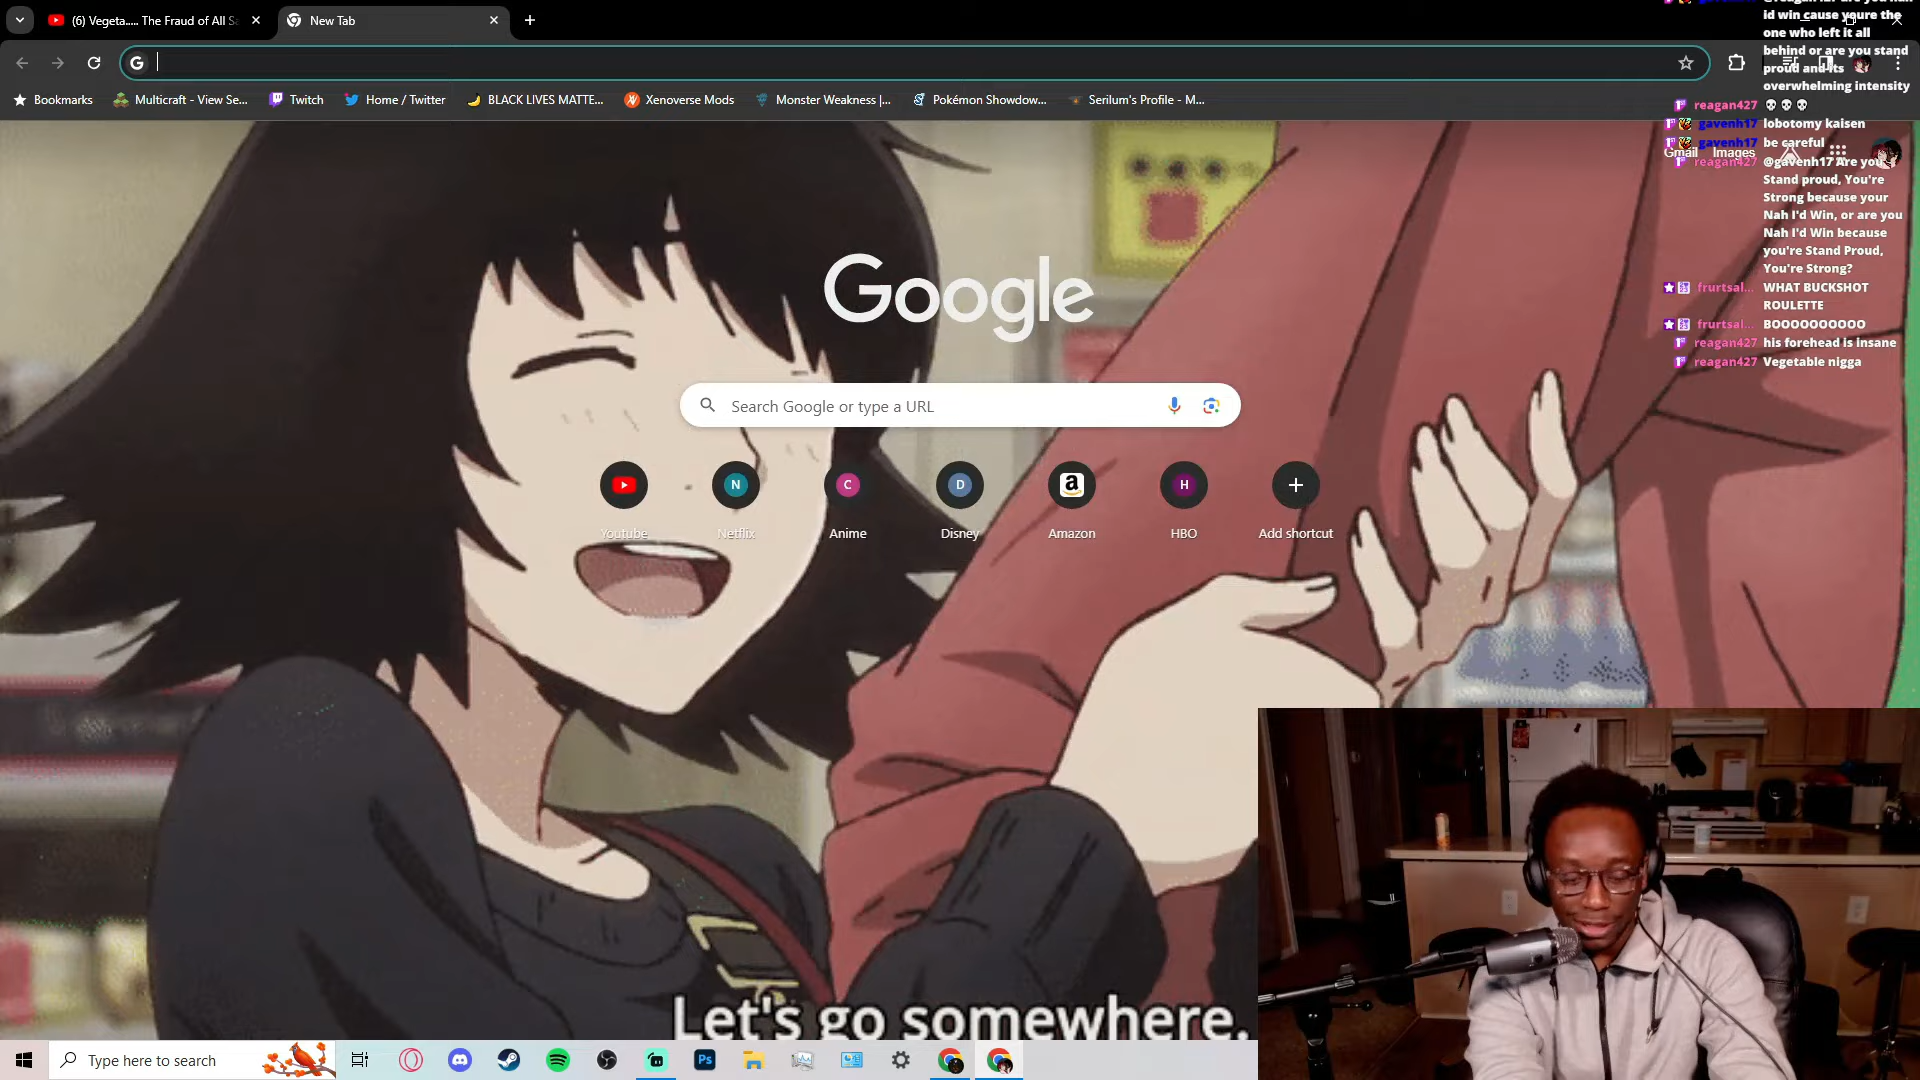 (6) Vegeta..... The Fraud of All Sa
New Tab
id win cause youre the
one who left it all
behind or are you stand
proud and its
overwhelming intensity
Bookmarks
Multicraft - View Se...
Twitch
Home / Twitter
BLACK LIVES MATTE...
Xenoverse Mods
Monster Weakness |...
Pokémon Showdow...
Serilum's Profile - M...
reagan427
gavenh17 lobotomy kaisen
gavenh17 be careful
Gmail Images
reagan427 @gavenh17 Are you
Stand proud, You're
Strong because your
Nah I'd Win, or are you
Nah I'd Win because
you're Stand Proud,
You're Strong?
frurtsal... WHAT BUCKSHOT
ROULETTE
frurtsal... BOOOOOOOOOO
reagan427 his forehead is insane
reagan427 Vegetable nigga
Google
Search Google or type a URL
N
C
D
a
H
Youtube
Netflix
Anime
Disney
Amazon
HBO
Add shortcut
Let's go somewhere.
Type here to search
Ps